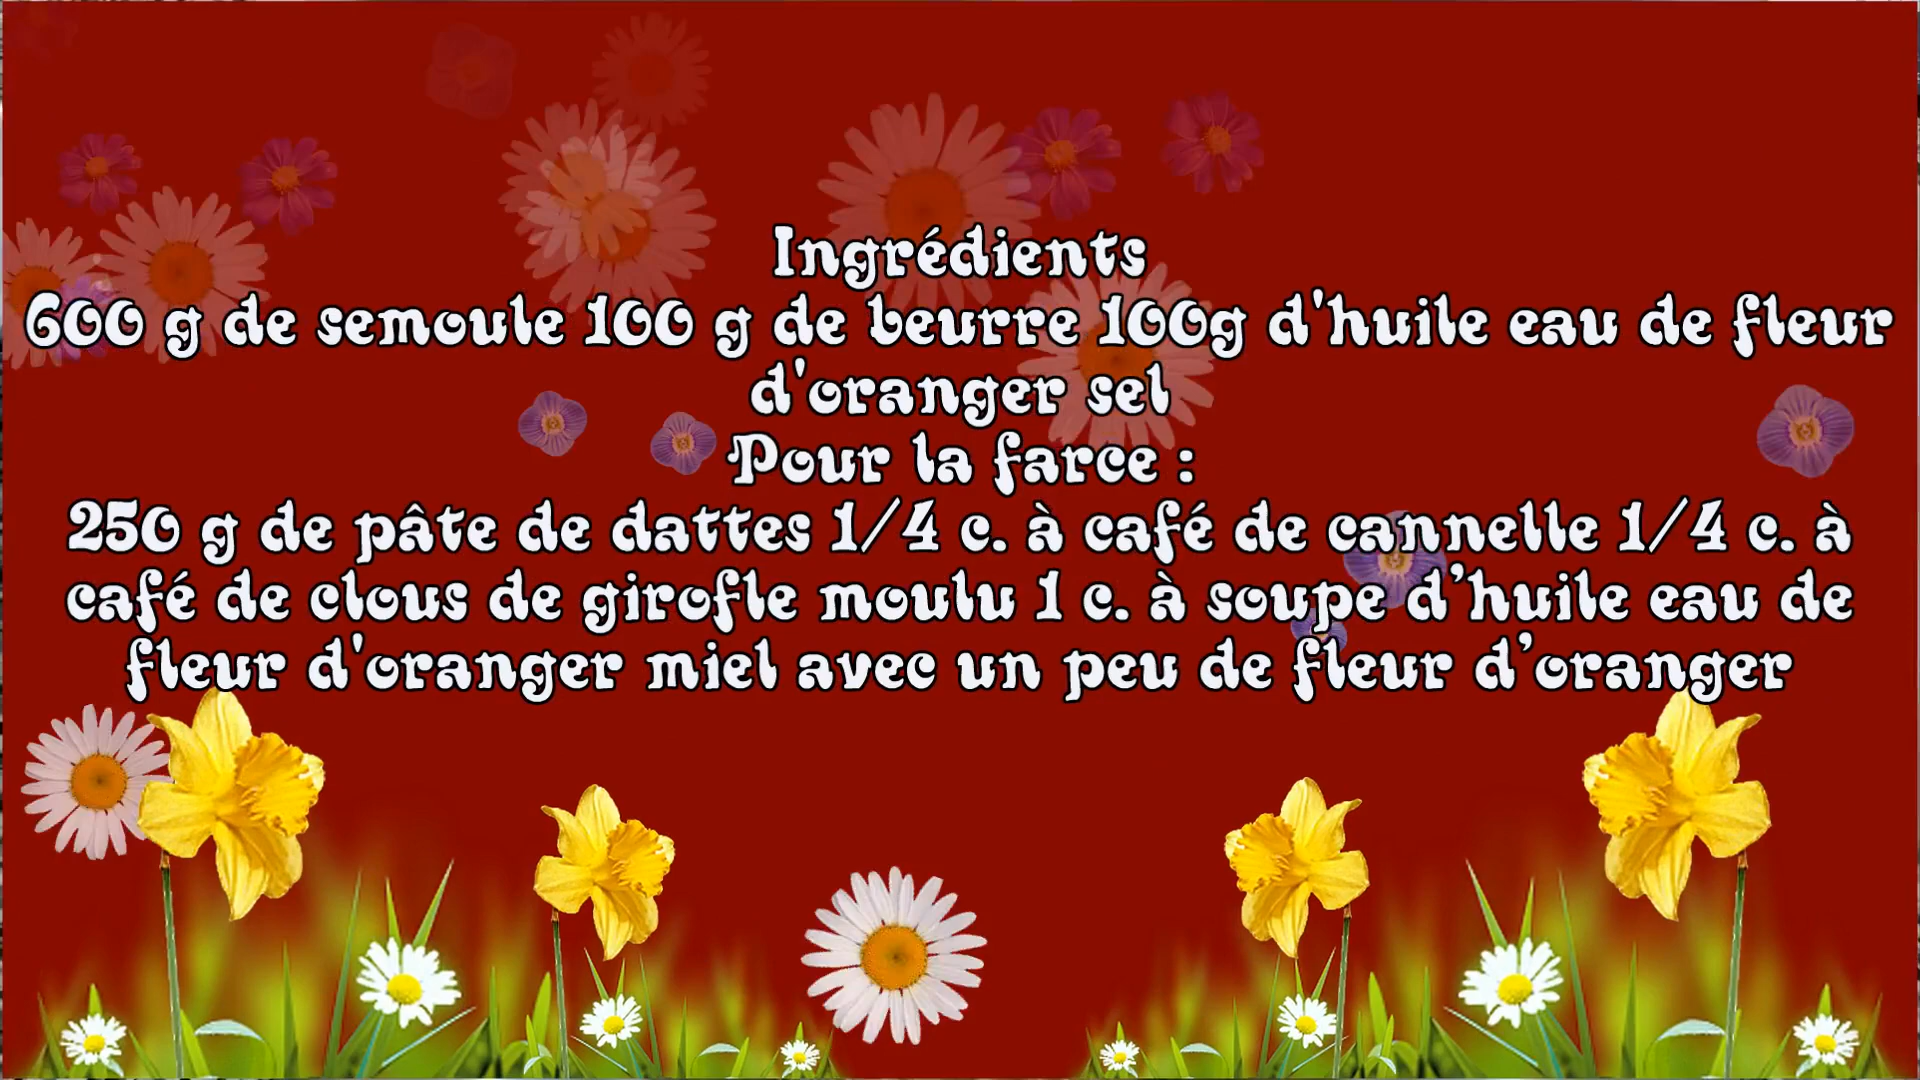 Ingrédients
600 g de semoule 100 g de beurre 100g d'huile eau de fleur
d'oranger sel
Pour la farce :
250 g de pâte de dattes 1/4 c. à café de cannelle 1/4 c. à
café de clous de girofle moulu 1 c. à soupe d’huile eau de
fleur d'oranger miel avec un peu de fleur d’oranger